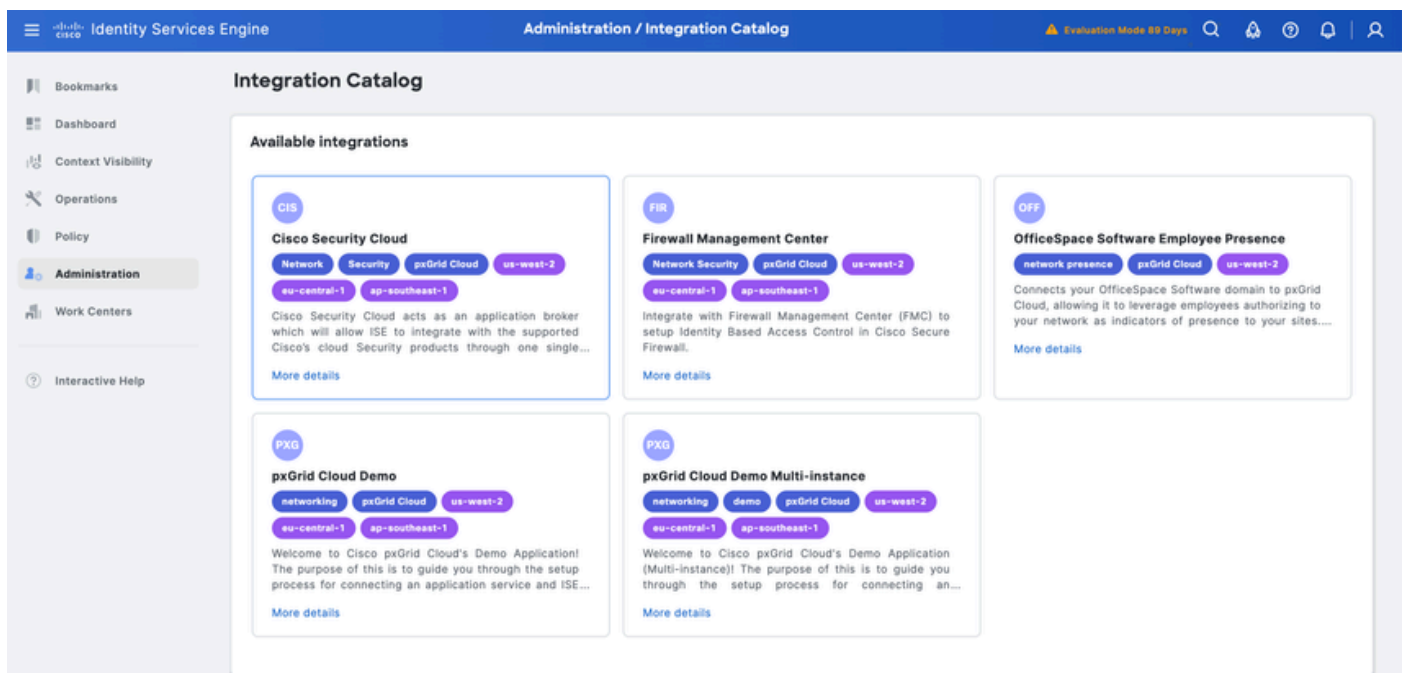 cisco Identity Services Engine
Administration / Integration Catalog
Evaluation Mode 89 Days
Bookmarks
Dashboard
Context Visibility
Operations
Policy
Administration
Work Centers
Interactive Help
Integration Catalog
Available integrations
CIS
Cisco Security Cloud
Network Security pxGrid Cloud us-west-2
eu-central-1 ap-southeast-1
Cisco Security Cloud acts as an application broker
which will allow ISE to integrate with the supported
Cisco's cloud Security products through one single...
More details
FIR
Firewall Management Center
Network Security pxGrid Cloud us-west-2
eu-central-1 ap-southeast-1
Integrate with Firewall Management Center (FMC) to
setup Identity Based Access Control in Cisco Secure
Firewall.
More details
OFF
OfficeSpace Software Employee Presence
network presence pxGrid Cloud us-west-2
Connects your OfficeSpace Software domain to pxGrid
Cloud, allowing it to leverage employees authorizing to
your network as indicators of presence to your sites....
More details
PXG
pxGrid Cloud Demo
networking pxGrid Cloud us-west-2
eu-central-1 ap-southeast-1
Welcome to Cisco pxGrid Cloud's Demo Application!
The purpose of this is to guide you through the setup
process for connecting an application service and ISE...
More details
PXG
pxGrid Cloud Demo Multi-instance
networking demo pxGrid Cloud us-west-2
eu-central-1 ap-southeast-1
Welcome to Cisco pxGrid Cloud's Demo Application
(Multi-instance)! The purpose of this is to guide you
through the setup process for connecting an...
More details